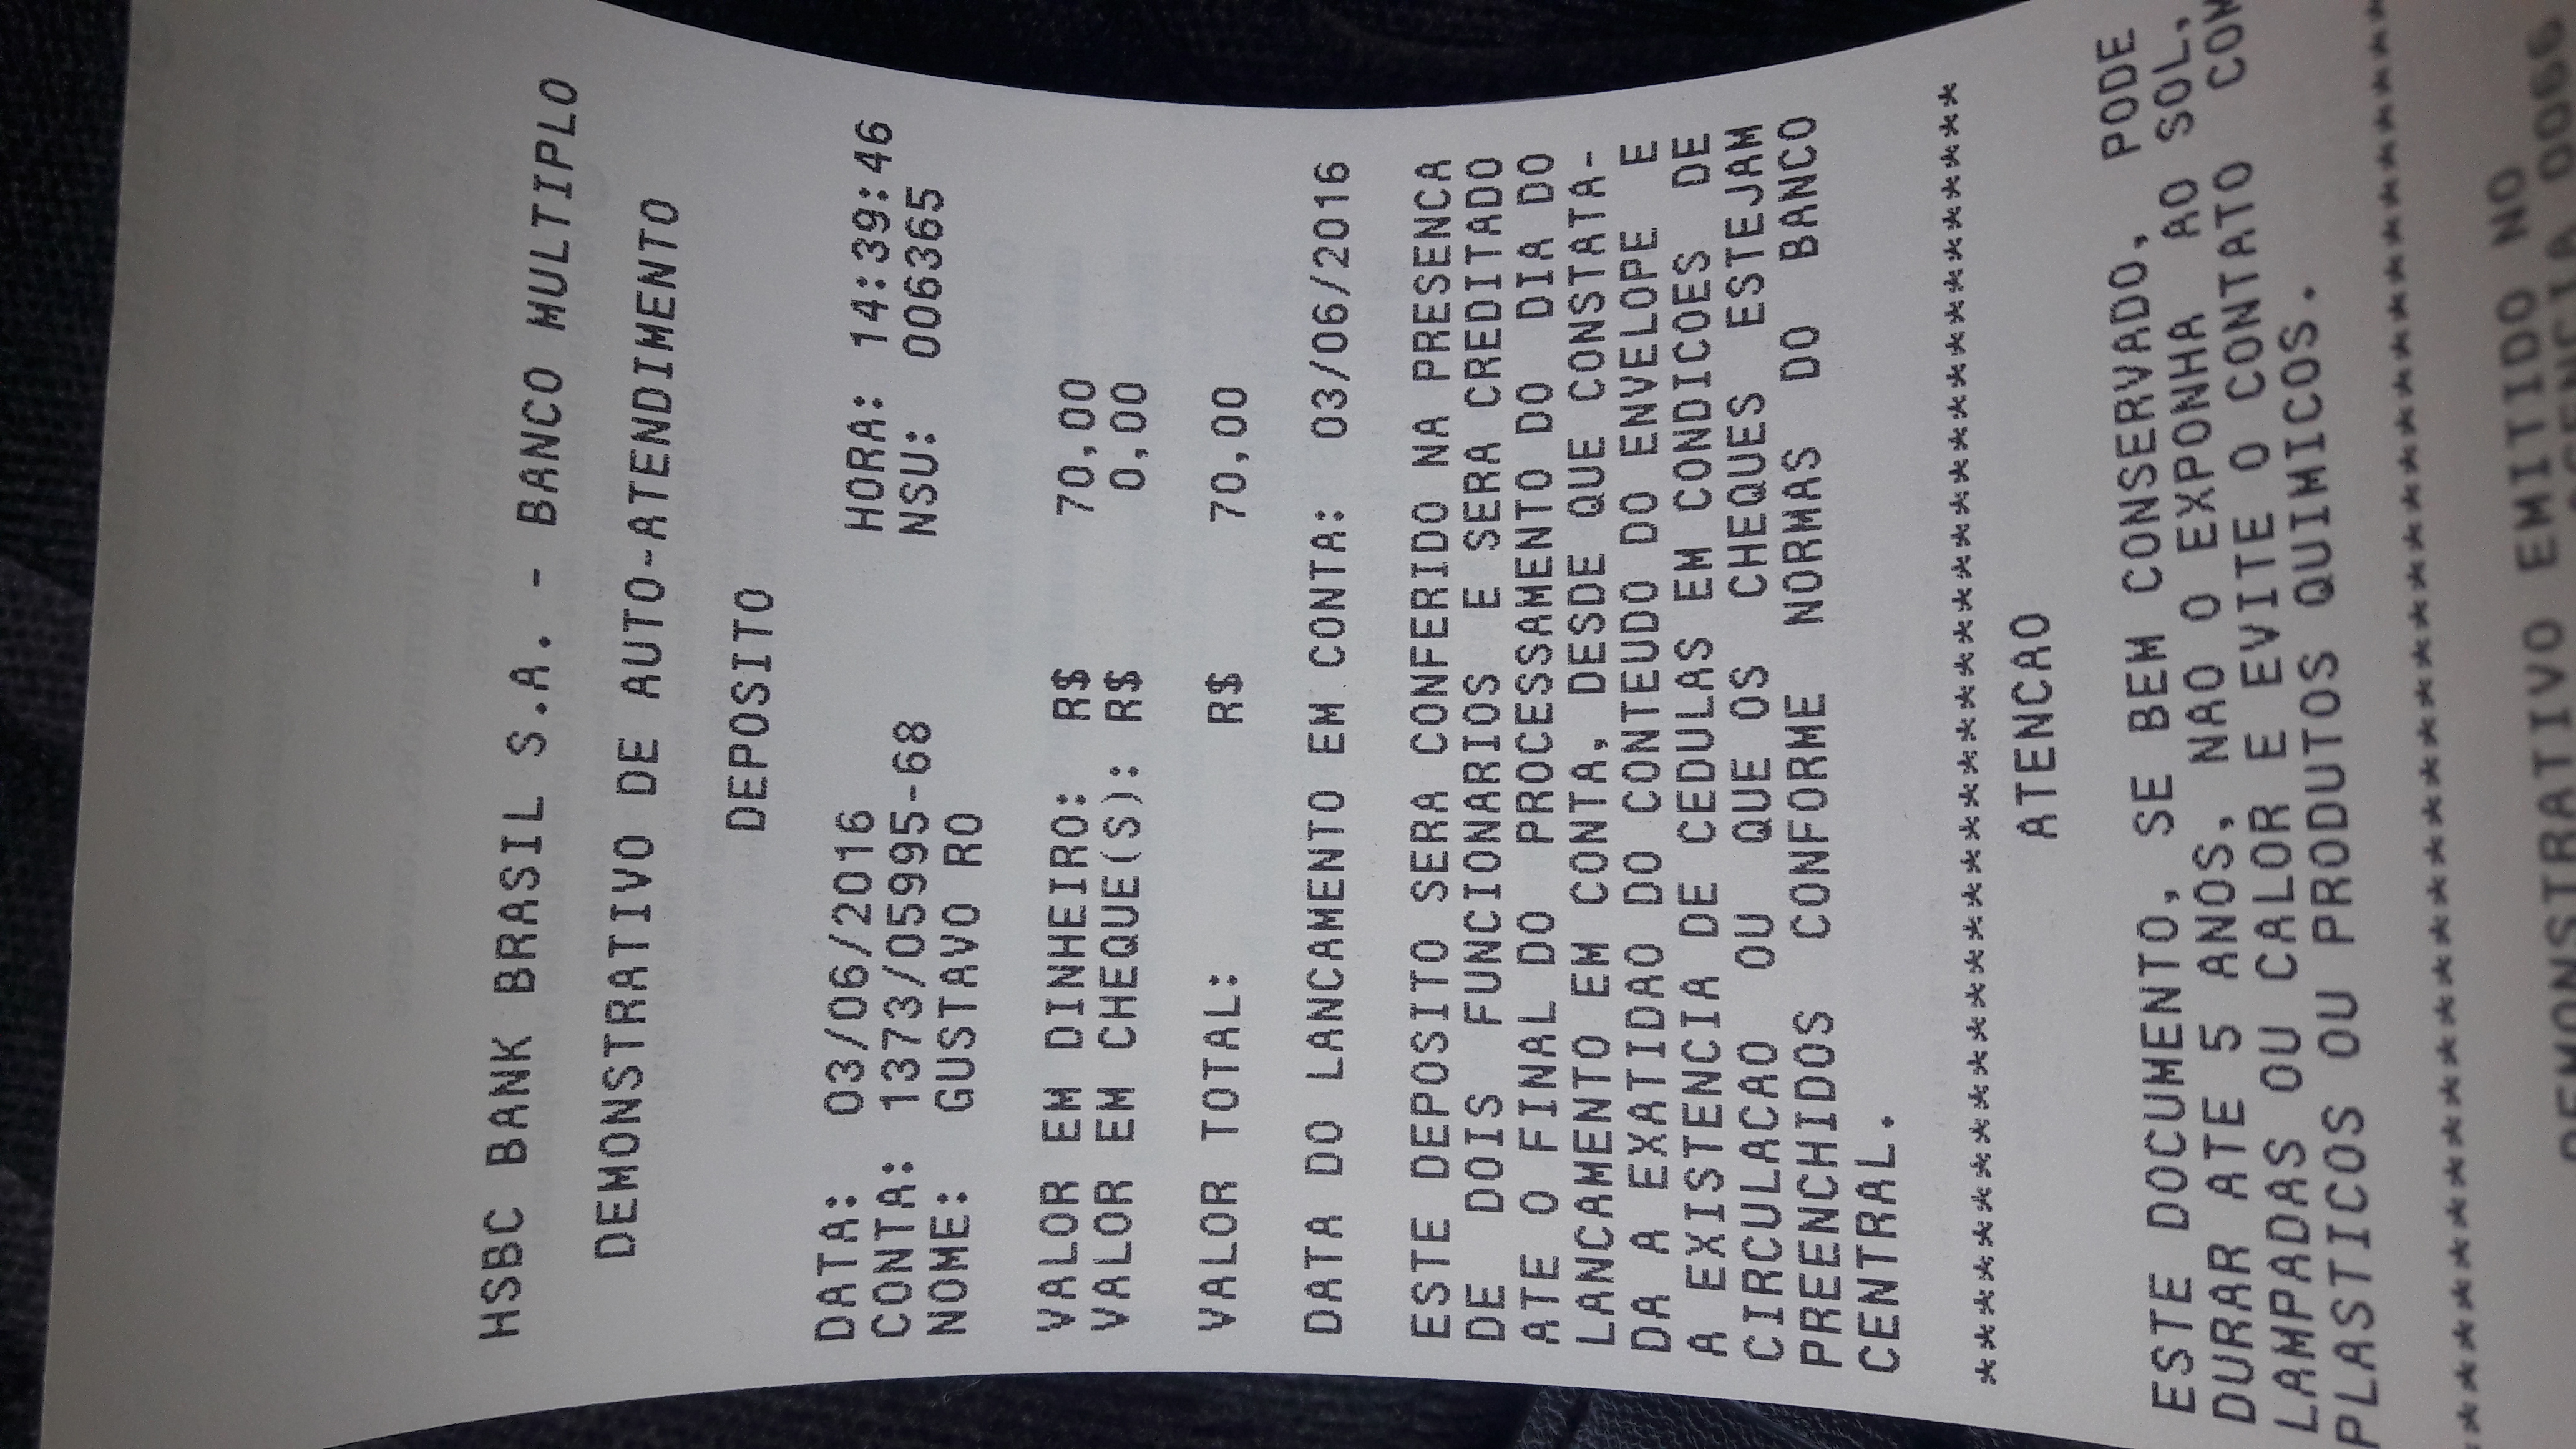 HSBC BANK BRASIL S.A. - BANCO MULTIPLO
DEMONSTRATIVO DE AUTO-ATENDIMENTO
DEPOSITO
DATA: 03/06/2016 HORA: 14:39:46
CONTA: 1373/05995-68 NSU: 006365
NOME: GUSTAVO RO
VALOR EM DINHEIRO: R$ 70,00
VALOR EM CHEQUE(S): R$ 0,00
VALOR TOTAL: R$ 70,00
DATA DO LANCAMENTO EM CONTA: 03/06/2016
ESTE DEPOSITO SERA CONFERIDO NA PRESENCA
DE DOIS FUNCIONARIOS E SERA CREDITADO
ATE O FINAL DO PROCESSAMENTO DO DIA DO
LANCAMENTO EM CONTA, DESDE QUE CONSTATA-
DA A EXATIDAO DO CONTEUDO DO ENVELOPE E
A EXISTENCIA DE CEDULAS EM CONDICOES DE
CIRCULACAO OU QUE OS CHEQUES ESTEJAM
PREENCHIDOS CONFORME NORMAS DO BANCO
CENTRAL.
****************************************
ATENCAO
ESTE DOCUMENTO, SE BEM CONSERVADO, PODE
DURAR ATE 5 ANOS, NAO O EXPONHA AO SOL,
LAMPADAS OU CALOR E EVITE O CONTATO COM
PLASTICOS OU PRODUTOS QUIMICOS.
****************************************
DEMONSTRATIVO EMITIDO NO
0066